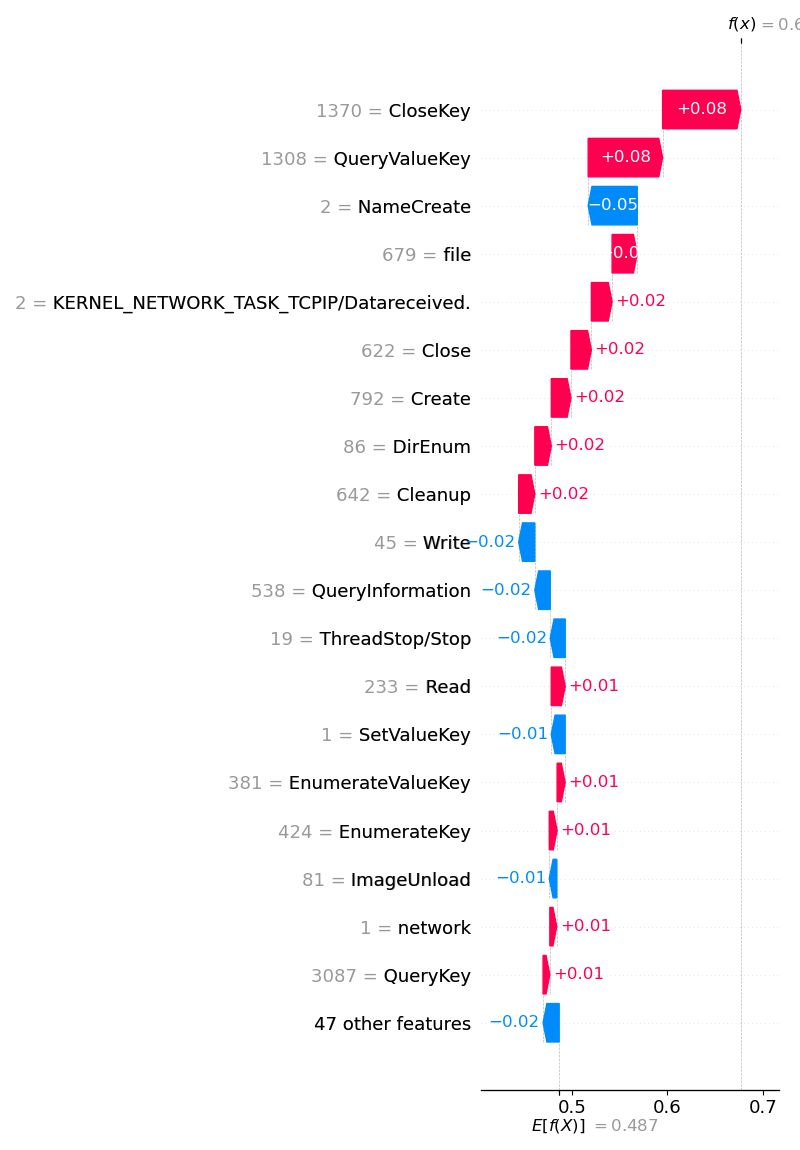 f(x) = 0.6
1370 = CloseKey +0.08
1308 = QueryValueKey +0.08
2 = NameCreate −0.05
679 = file
2 = KERNEL_NETWORK_TASK_TCPIP/Datareceived. +0.02
622 = Close +0.02
792 = Create +0.02
86 = DirEnum +0.02
642 = Cleanup +0.02
45 = Write −0.02
538 = QueryInformation −0.02
19 = ThreadStop/Stop −0.02
233 = Read +0.01
1 = SetValueKey −0.01
381 = EnumerateValueKey +0.01
424 = EnumerateKey +0.01
81 = ImageUnload −0.01
1 = network +0.01
3087 = QueryKey +0.01
47 other features −0.02
0.5 0.6 0.7
E[f(X)] = 0.487